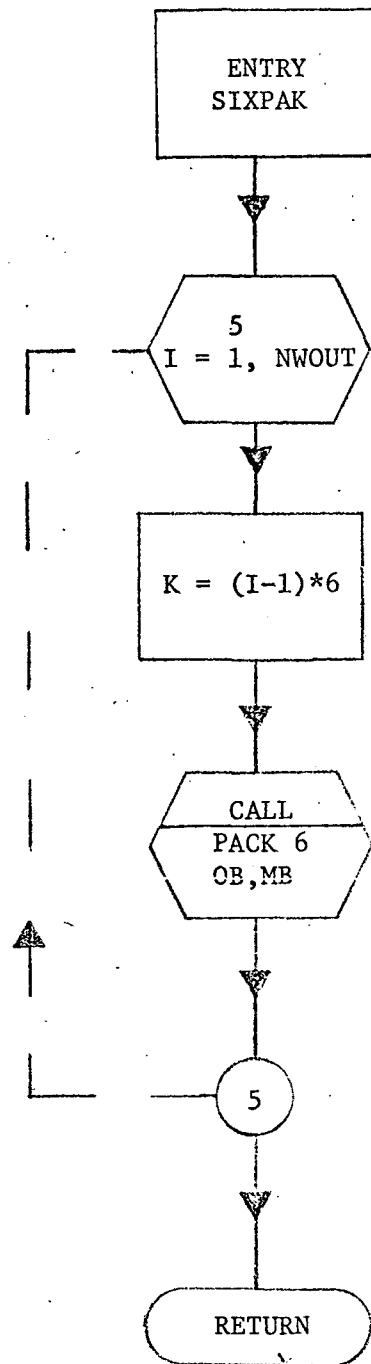 ENTRY
SIXPAK
5
I = 1, NWOUT
K = (I-1)*6
CALL
PACK 6
OB,MB
5
RETURN